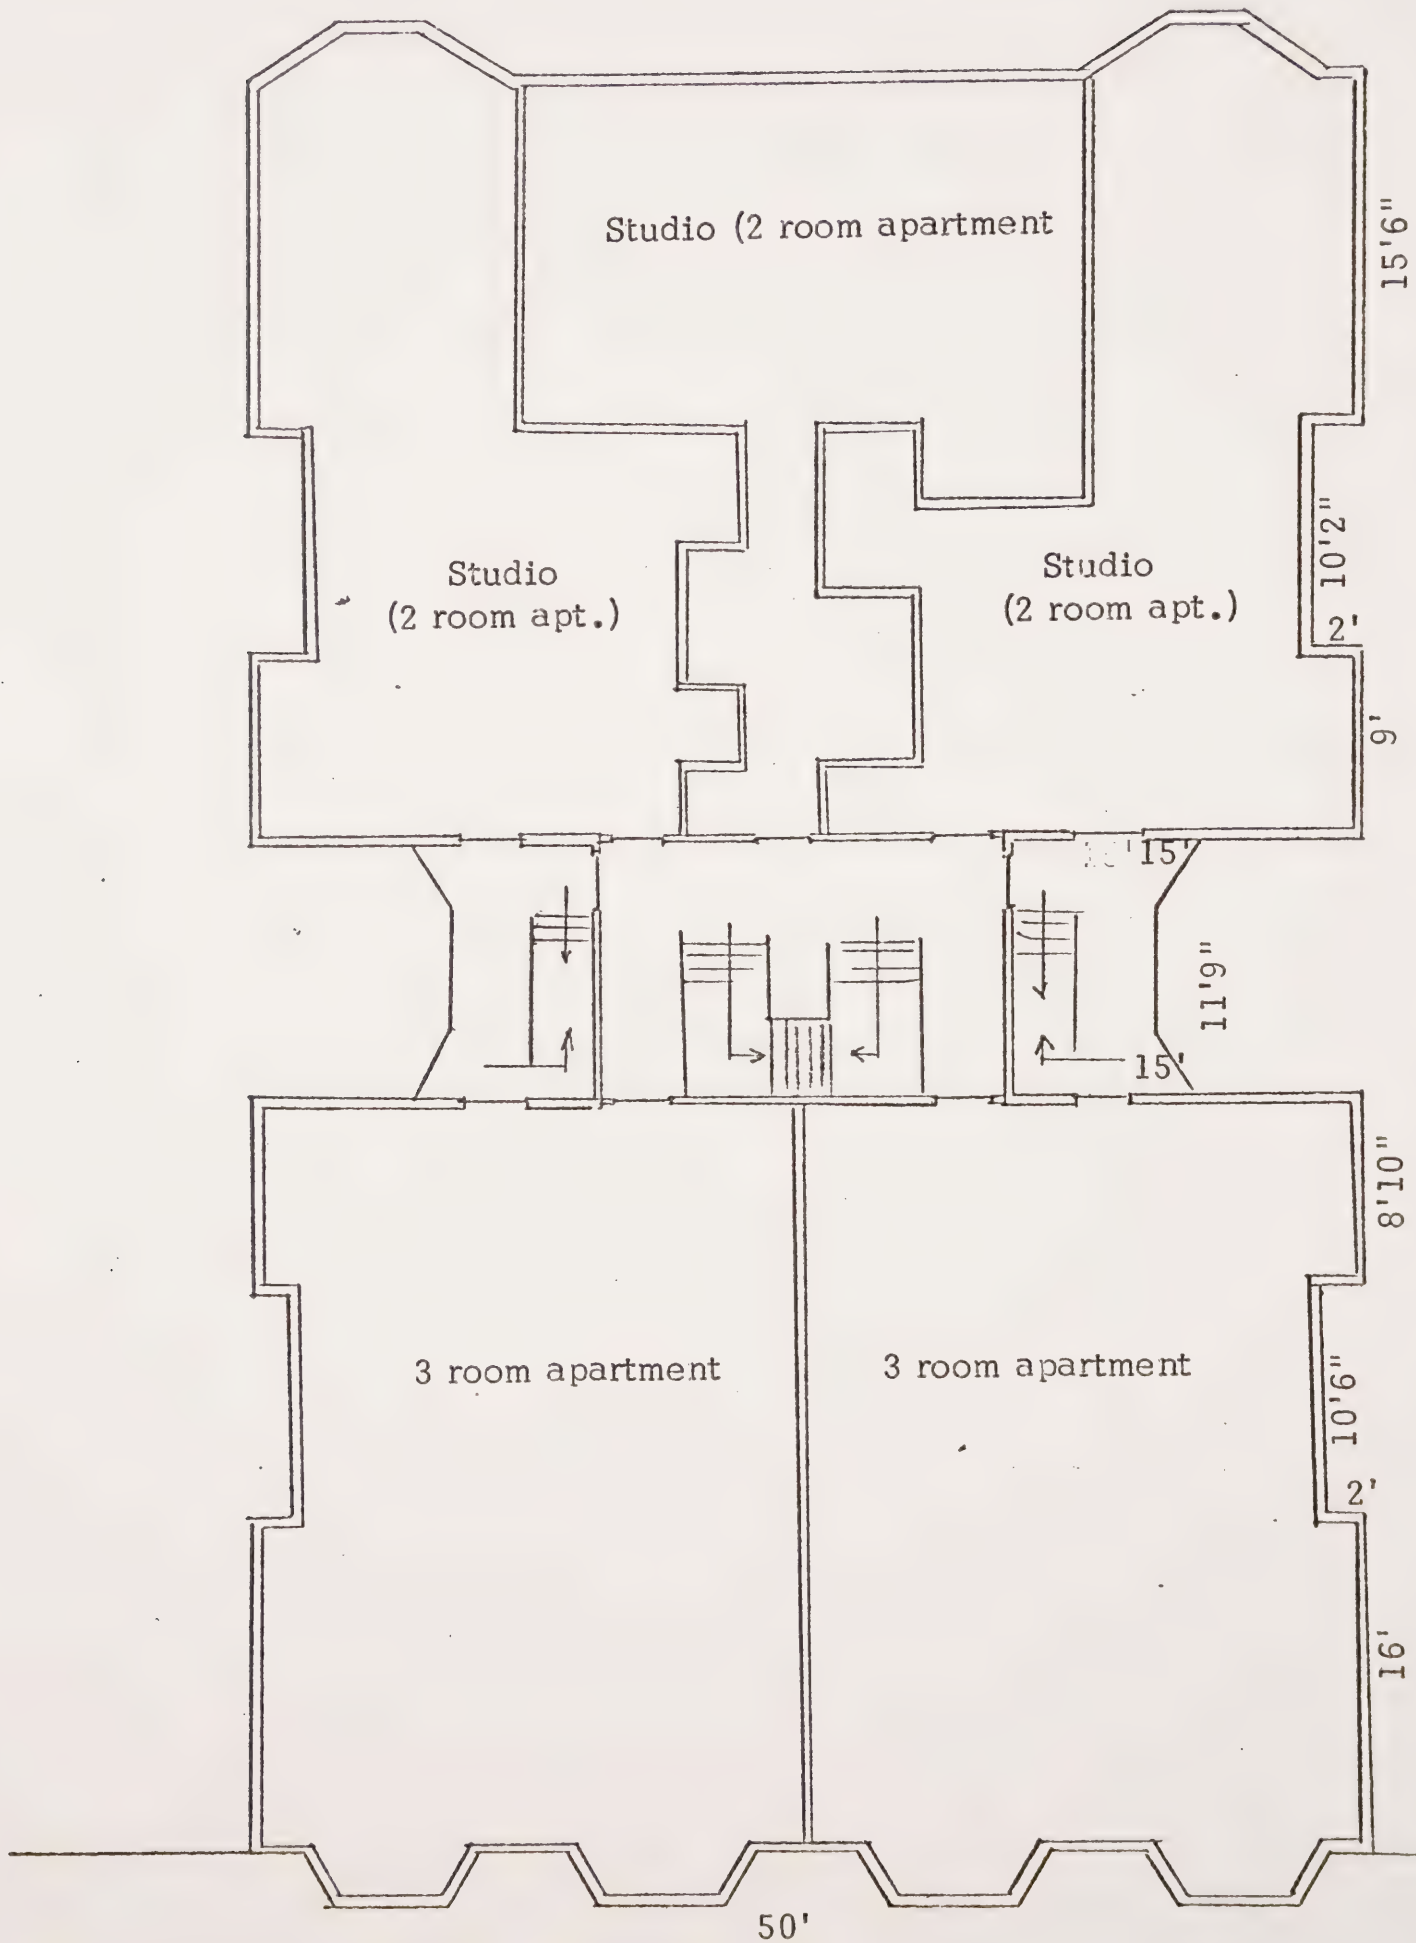 Studio (2 room apartment
15'6"
Studio
(2 room apt.)
Studio
(2 room apt.)
10'2"
2'
9'
15'
11'9"
15'
8'10"
3 room apartment
3 room apartment
10'6"
2'
16'
50'